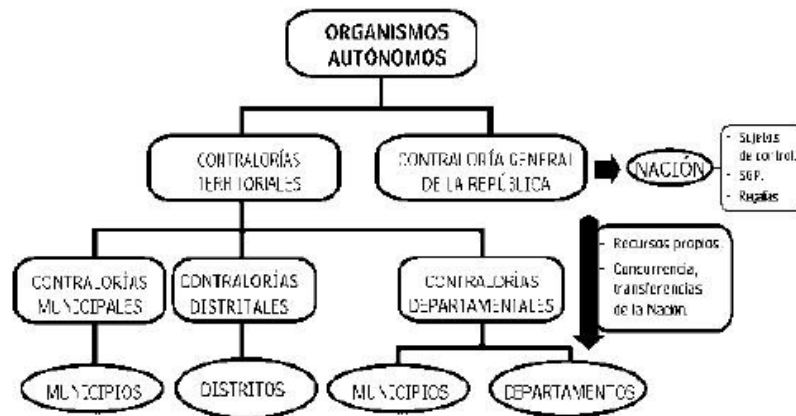 ORGANISMOS
AUTÓNOMOS
CONTRALORÍAS
TERRITORIALES
CONTRALORÍA GENERAL
DE LA REPÚBLICA
NACIÓN
- Sujetos
de control.
- SGP.
- Regalías
- Recursos propios.
- Concurrencia,
transferencias
de la Nación.
CONTRALORÍAS
MUNICIPALES
CONTRALORÍAS
DISTRITALES
CONTRALORÍAS
DEPARTAMENTALES
MUNICIPIOS
DISTRITOS
MUNICIPIOS
DEPARTAMENTOS